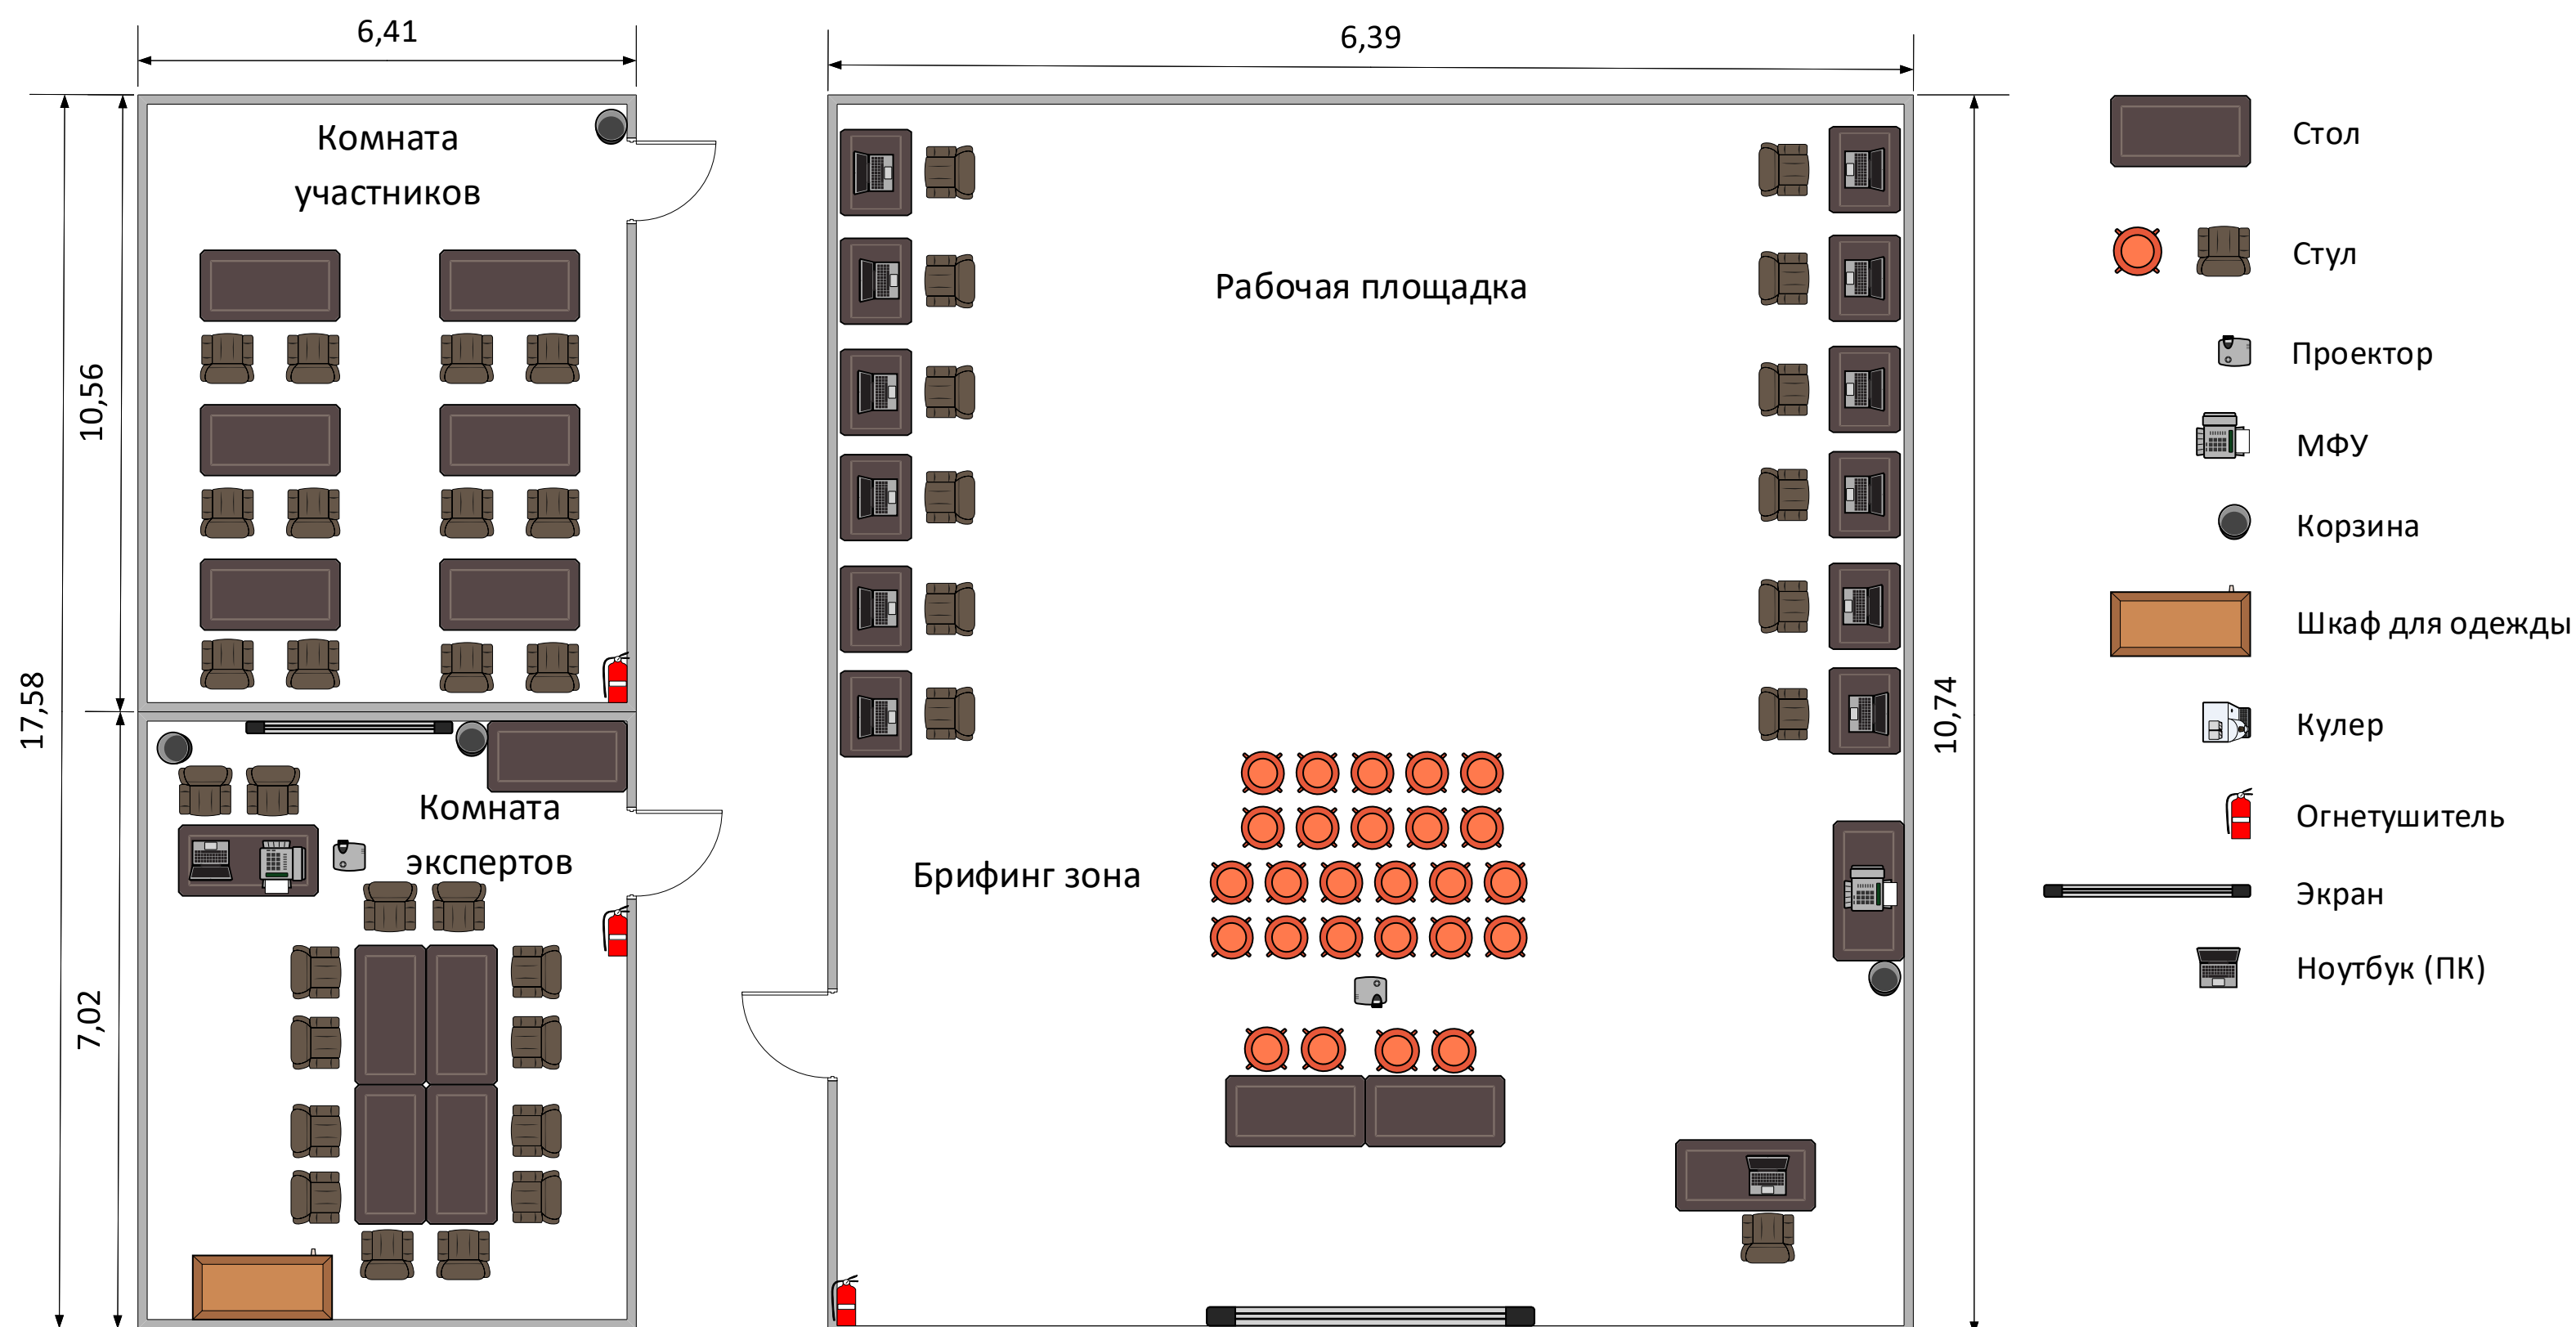 6,41
6,39
Комната
участников
10,56
17,58
7,02
Комната
экспертов
Рабочая площадка
Брифинг зона
10,74
Стол
Стул
Проектор
МФУ
Корзина
Шкаф для одежды
Кулер
Огнетушитель
Экран
Ноутбук (ПК)